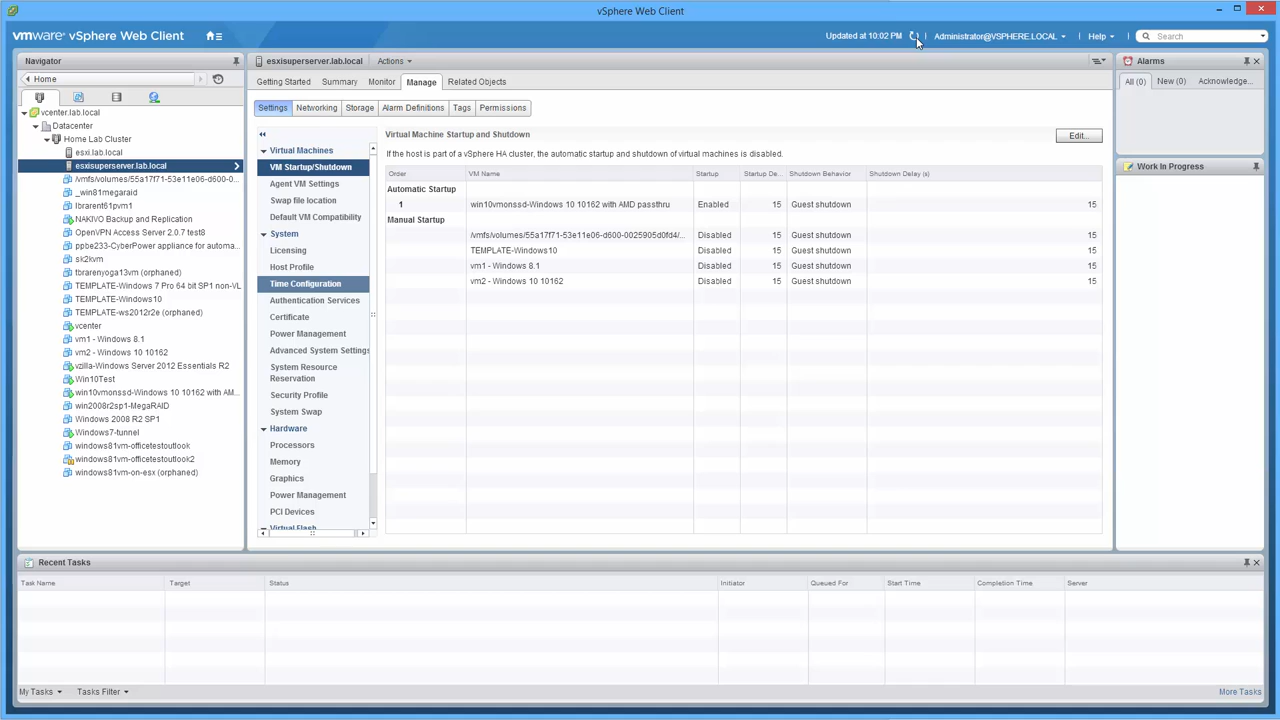 vSphere Web Client
vmware® vSphere Web Client
Updated at 10:02 PM
Administrator@VSPHERE.LOCAL
Help
Search
Navigator
Home
vcenter.lab.local
Datacenter
Home Lab Cluster
esxi.lab.local
esxisuperserver.lab.local
/vmfs/volumes/55a17f71-53e11e06-d600-0...
_win81megaraid
lbrarent61pvm1
NAKIVO Backup and Replication
OpenVPN Access Server 2.0.7 test8
ppbe233-CyberPower appliance for automa...
sk2kvm
tbrarenyoga13vm (orphaned)
TEMPLATE-Windows 7 Pro 64 bit SP1 non-VL
TEMPLATE-Windows10
TEMPLATE-ws2012r2e (orphaned)
vcenter
vm1 - Windows 8.1
vm2 - Windows 10 10162
vzilla-Windows Server 2012 Essentials R2
Win10Test
win10vmonssd-Windows 10 10162 with AM...
win2008r2sp1-MegaRAID
Windows 2008 R2 SP1
Windows7-tunnel
windows81vm-officetestoutlook
windows81vm-officetestoutlook2
windows81vm-on-esx (orphaned)
esxisuperserver.lab.local
Actions
Getting Started
Summary
Monitor
Manage
Related Objects
Settings
Networking
Storage
Alarm Definitions
Tags
Permissions
Virtual Machines
VM Startup/Shutdown
Agent VM Settings
Swap file location
Default VM Compatibility
System
Licensing
Host Profile
Time Configuration
Authentication Services
Certificate
Power Management
Advanced System Settings
System Resource
Reservation
Security Profile
System Swap
Hardware
Processors
Memory
Graphics
Power Management
PCI Devices
Virtual Flash
Virtual Machine Startup and Shutdown
Edit...
If the host is part of a vSphere HA cluster, the automatic startup and shutdown of virtual machines is disabled.
Order VM Name Startup Startup De... Shutdown Behavior Shutdown Delay (s)
Automatic Startup
1 win10vmonssd-Windows 10 10162 with AMD passthru Enabled 15 Guest shutdown 15
Manual Startup
/vmfs/volumes/55a17f71-53e11e06-d600-0025905d0fd4/... Disabled 15 Guest shutdown 15
TEMPLATE-Windows10 Disabled 15 Guest shutdown 15
vm1 - Windows 8.1 Disabled 15 Guest shutdown 15
vm2 - Windows 10 10162 Disabled 15 Guest shutdown 15
Alarms
All (0)
New (0)
Acknowledge...
Work In Progress
Recent Tasks
Task Name Target Status Initiator Queued For Start Time Completion Time Server
My Tasks
Tasks Filter
More Tasks